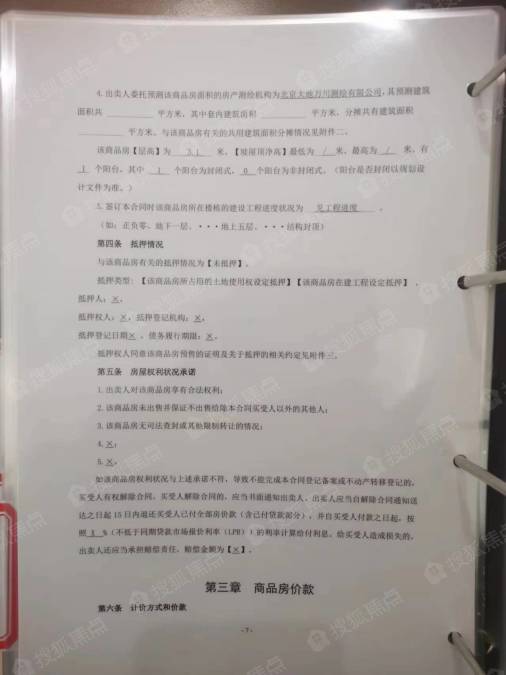 4. 出卖人委托预测该商品房面积的房产测绘机构为北京大地万川测绘有限公司，其预测建筑
面积共 ________ 平方米，其中套内建筑面积 ________ 平方米，分摊共有建筑面积
________ 平方米。与该商品房有关的共用建筑面积分摊情况见附件二。
该商品房【层高】为 3.1 米，【坡屋顶净高】最低为 / 米，最高为 / 米，有
1 个阳台，其中 1 个阳台为封闭式，0 个阳台为非封闭式。（阳台是否封闭以规划设
计文件为准。）
5. 签订本合同时该商品房所在楼栋的建设工程进度状况为 见工程进度 。
（如：正负零、地下一层、···地上五层、···结构封顶）
第四条 抵押情况
与该商品房有关的抵押情况为【未抵押】。
抵押类型：【该商品房所占用的土地使用权设定抵押】【该商品房在建工程设定抵押】，
抵押人：×，
抵押权人：×，抵押登记机构：×，
抵押登记日期×，债务履行期限：×。
抵押权人同意该商品房预售的证明及关于抵押的相关约定见附件三。
第五条 房屋权利状况承诺
1. 出卖人对该商品房享有合法权利；
2. 该商品房未出售并保证不出售给除本合同买受人以外的其他人；
3. 该商品房无司法查封或其他限制转让的情况；
4. ×；
5. ×。
如该商品房权利状况与上述承诺不符，导致不能完成本合同登记备案或不动产转移登记的，
买受人有权解除合同。买受人解除合同的，应当书面通知出卖人。出卖人应当自解除合同通知送
达之日起 15 日内退还买受人已付全部房价款（含已付贷款部分），并自买受人付款之日起，按
照 %（不低于同期贷款市场报价利率（LPR））的利率计算给付利息。给买受人造成损失的，
出卖人还应当承担赔偿责任，赔偿金额为【×】。
第三章 商品房价款
第六条 计价方式和价款
- 7 -
搜狐焦点